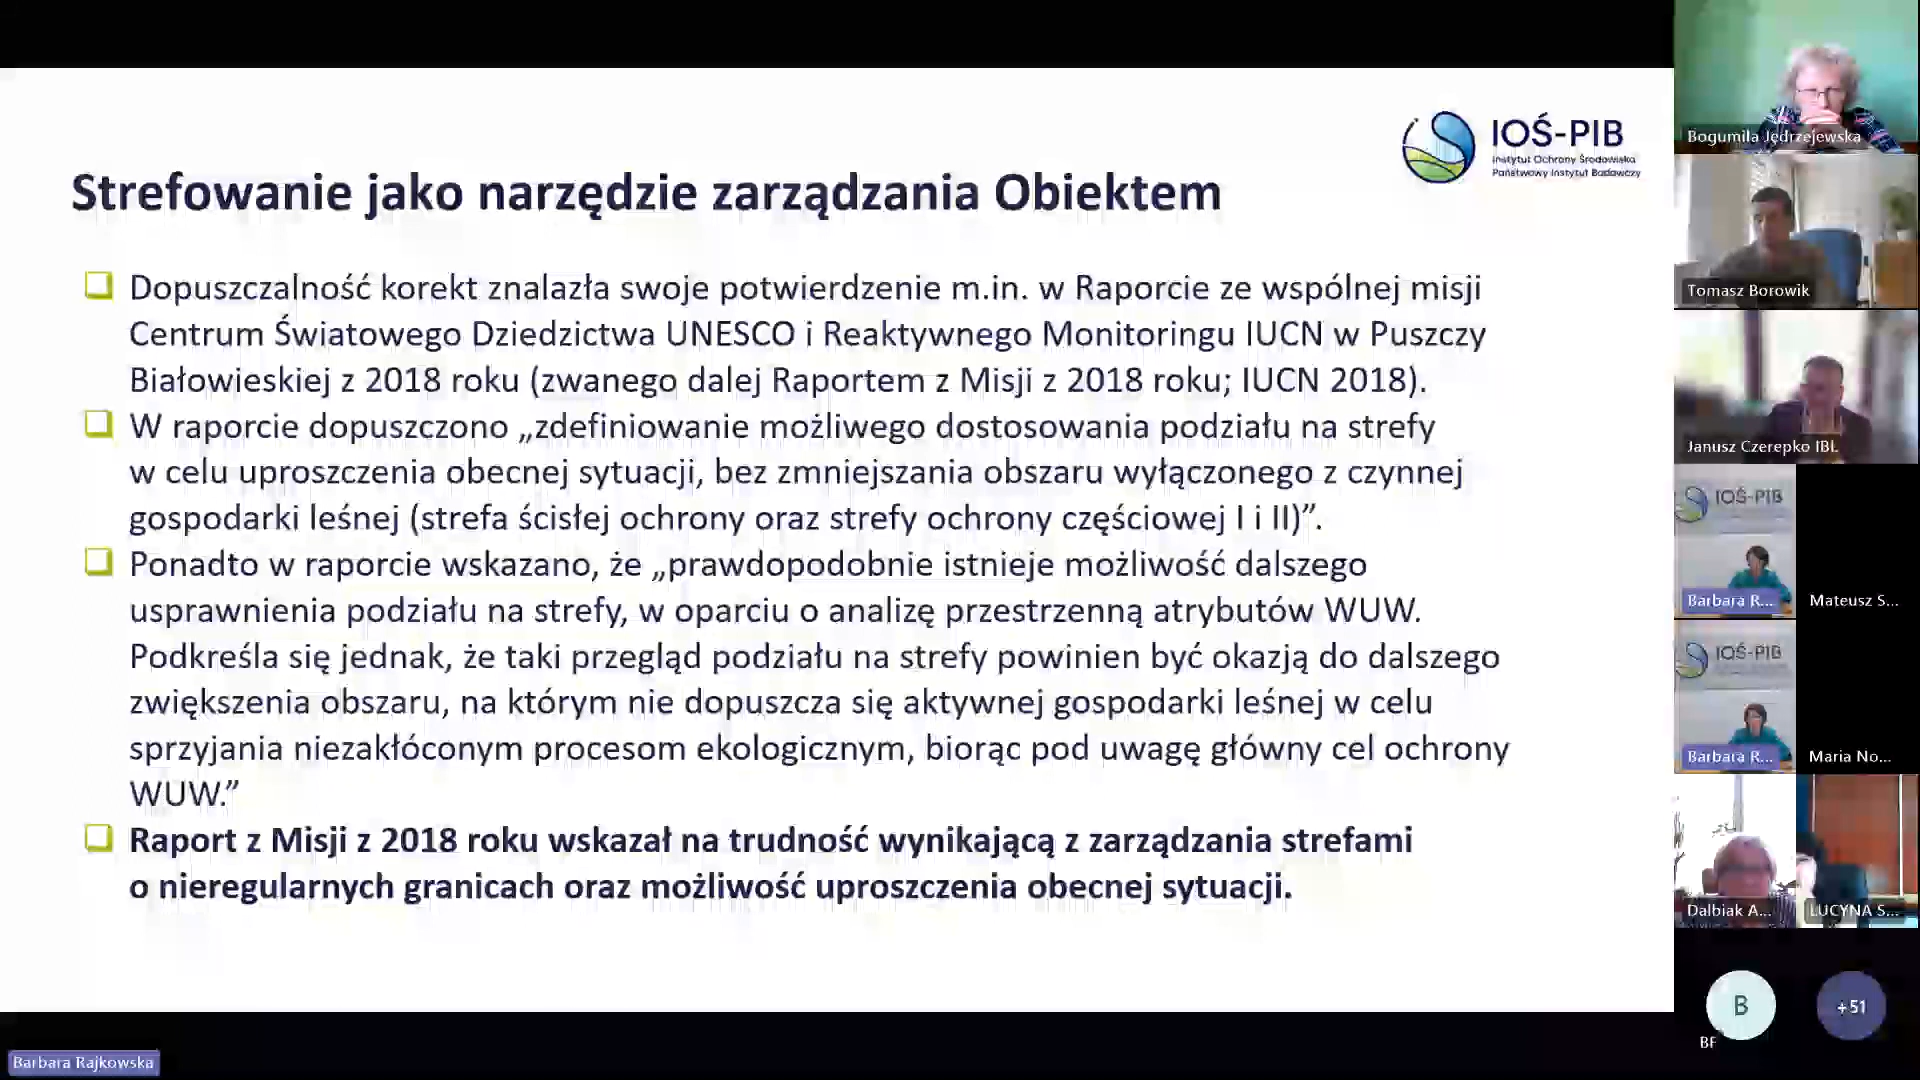 IOŚ-PIB
Instytut Ochrony Środowiska
Państwowy Instytut Badawczy
Strefowanie jako narzędzie zarządzania Obiektem
Dopuszczalność korekt znalazła swoje potwierdzenie m.in. w Raporcie ze wspólnej misji
Centrum Światowego Dziedzictwa UNESCO i Reaktywnego Monitoringu IUCN w Puszczy
Białowieskiej z 2018 roku (zwanego dalej Raportem z Misji z 2018 roku; IUCN 2018).
W raporcie dopuszczono „zdefiniowanie możliwego dostosowania podziału na strefy
w celu uproszczenia obecnej sytuacji, bez zmniejszania obszaru wyłączonego z czynnej
gospodarki leśnej (strefa ścisłej ochrony oraz strefy ochrony częściowej I i II)”.
Ponadto w raporcie wskazano, że „prawdopodobnie istnieje możliwość dalszego
usprawnienia podziału na strefy, w oparciu o analizę przestrzenną atrybutów WUW.
Podkreśla się jednak, że taki przegląd podziału na strefy powinien być okazją do dalszego
zwiększenia obszaru, na którym nie dopuszcza się aktywnej gospodarki leśnej w celu
sprzyjania niezakłóconym procesom ekologicznym, biorąc pod uwagę główny cel ochrony
WUW.”
Raport z Misji z 2018 roku wskazał na trudność wynikającą z zarządzania strefami
o nieregularnych granicach oraz możliwość uproszczenia obecnej sytuacji.
Barbara Rajkowska
Bogumiła Jędrzejewska
Tomasz Borowik
Janusz Czerepko IBL
IOŚ-PIB
Barbara R...
Mateusz S...
IOŚ-PIB
Barbara R...
Maria No...
Dalbiak A...
LUCYNA S...
B
+51